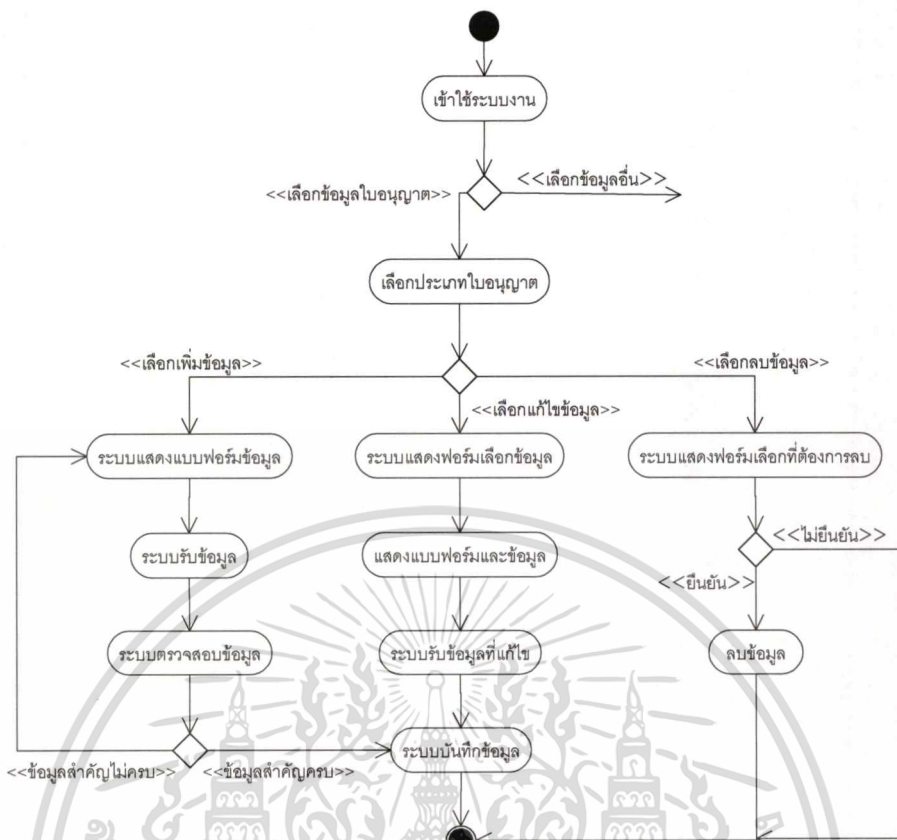 เข้าใช้ระบบงาน
<<เลือกข้อมูลใบอนุญาต>>
<<เลือกข้อมูลอื่น>>
เลือกประเภทใบอนุญาต
<<เลือกเพิ่มข้อมูล>>
<<เลือกลบข้อมูล>>
<<เลือกแก้ไขข้อมูล>>
ระบบแสดงแบบฟอร์มข้อมูล
ระบบแสดงฟอร์มเลือกข้อมูล
ระบบแสดงฟอร์มเลือกที่ต้องการลบ
<<ไม่ยืนยัน>>
ระบบรับข้อมูล
แสดงแบบฟอร์มและข้อมูล
<<ยืนยัน>>
ระบบตรวจสอบข้อมูล
ระบบรับข้อมูลที่แก้ไข
ลบข้อมูล
ระบบบันทึกข้อมูล
<<ข้อมูลสำคัญไม่ครบ>>
<<ข้อมูลสำคัญครบ>>